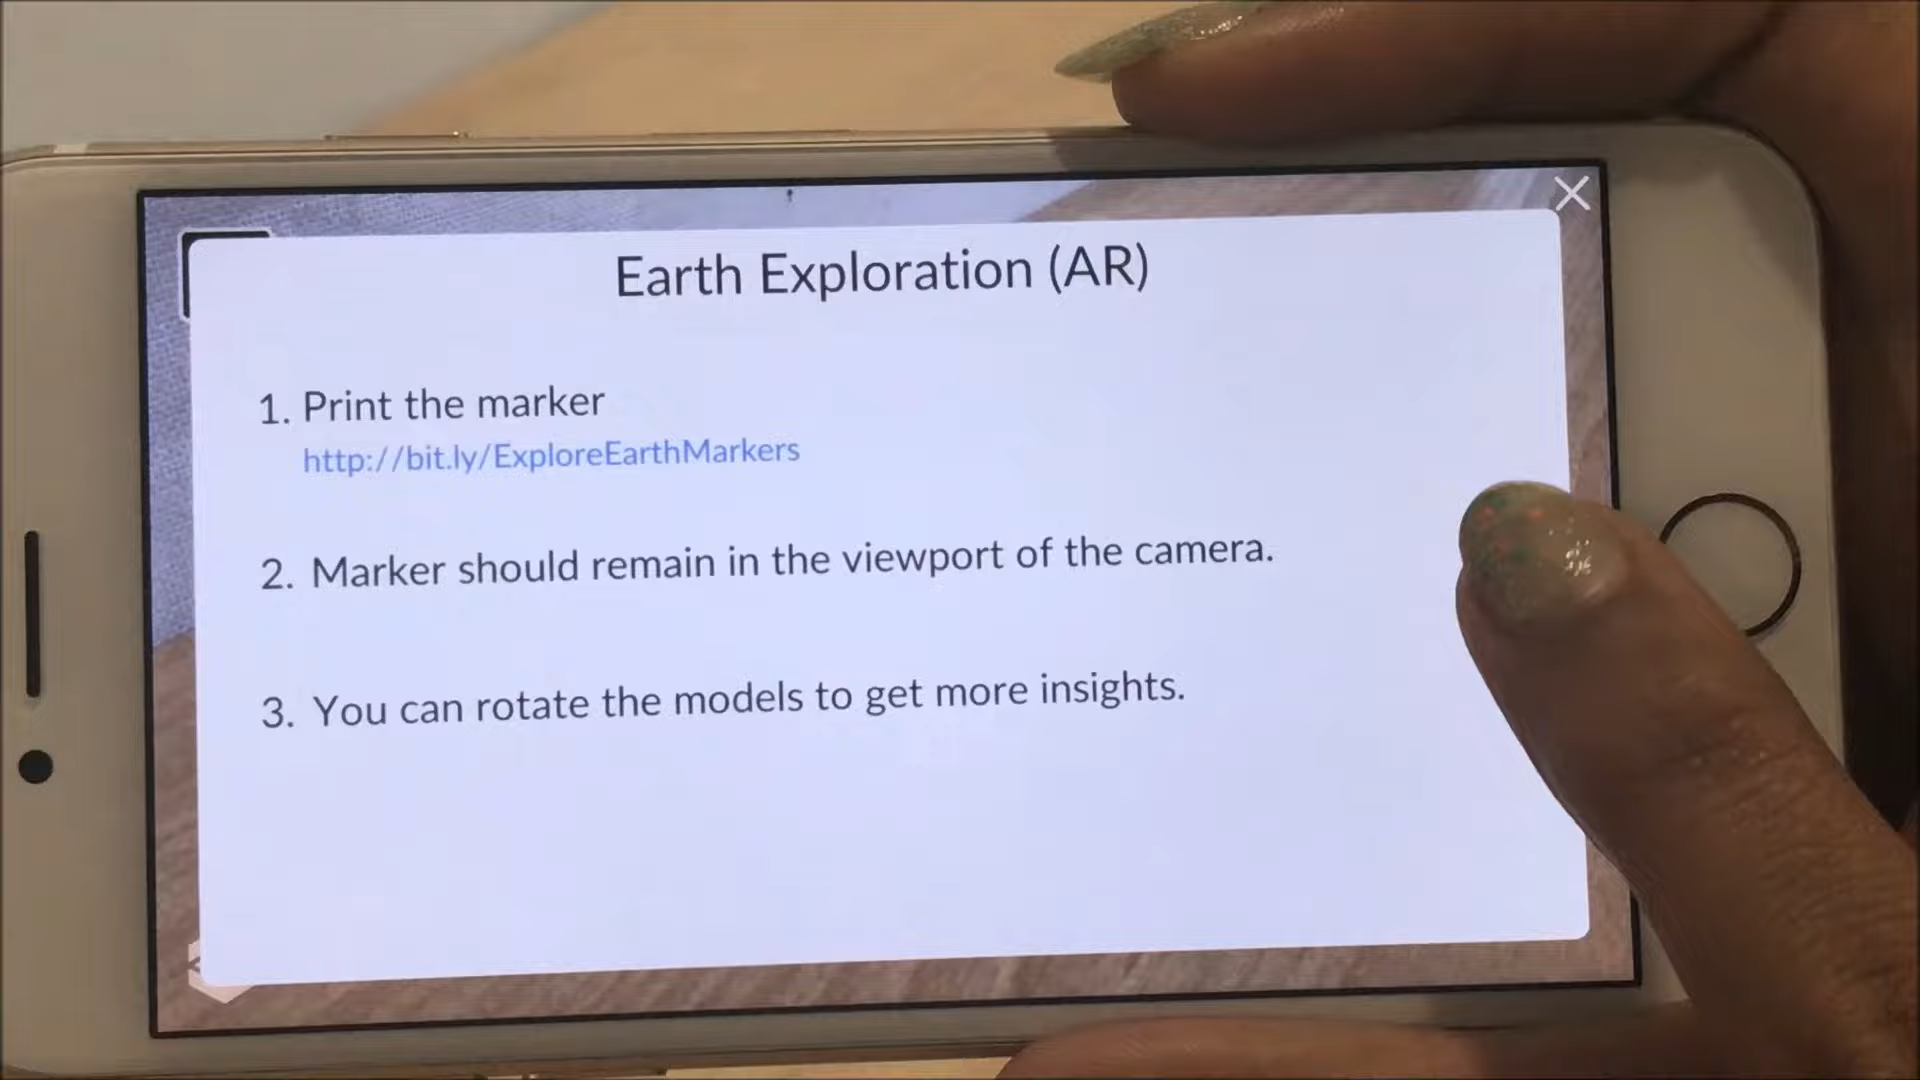 Earth Exploration (AR)
1. Print the marker
http://bit.ly/ExploreEarthMarkers
2. Marker should remain in the viewport of the camera.
3. You can rotate the models to get more insights.